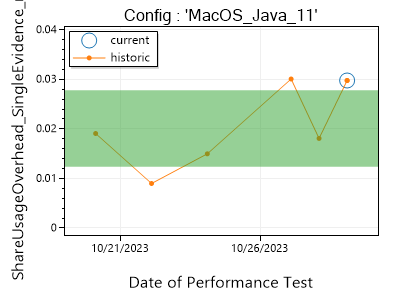 Config : 'MacOS_Java_11'
ShareUsageOverhead_SingleEvidence_
current
historic
0.04
0.03
0.02
0.01
0
10/21/2023
10/26/2023
Date of Performance Test